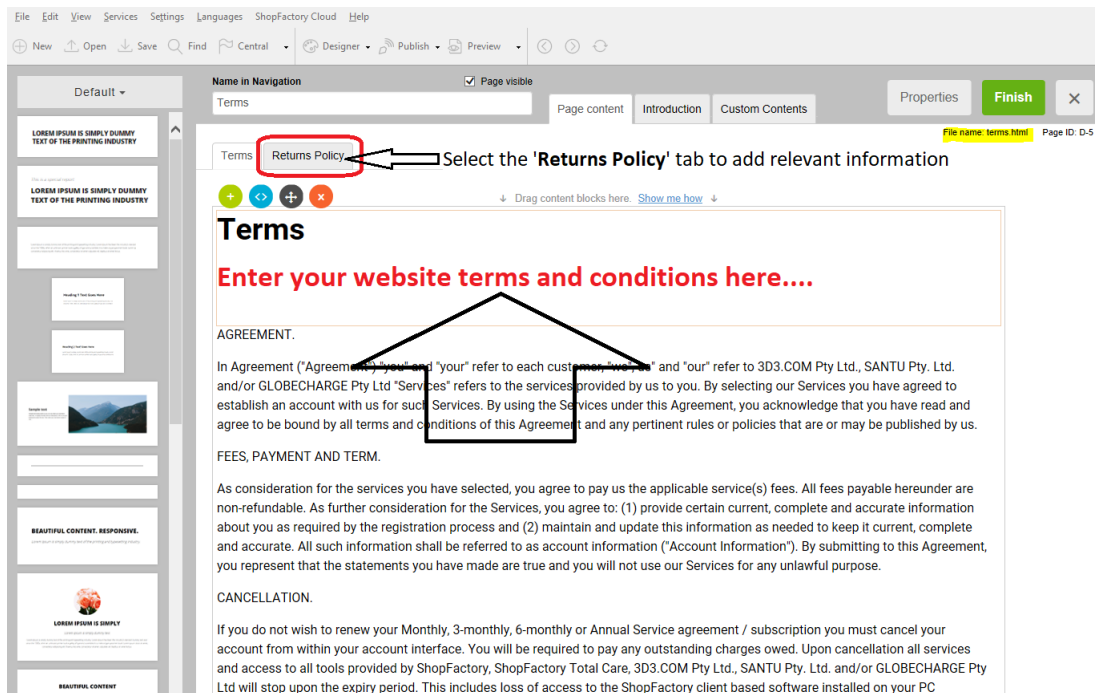 File Edit View Services Settings Languages ShopFactory Cloud Help
New Open Save Find Central Designer Publish Preview
Default
Name in Navigation
Page visible
Terms
Page content Introduction Custom Contents
Properties Finish
File name: terms.html Page ID: D-5
Terms Returns Policy
Select the 'Returns Policy' tab to add relevant information
Drag content blocks here. Show me how
Terms
Enter your website terms and conditions here....
AGREEMENT.
In Agreement ("Agreement") "you" and "your" refer to each customer, "we", us" and "our" refer to 3D3.COM Pty Ltd., SANTU Pty. Ltd.
and/or GLOBECHARGE Pty Ltd "Services" refers to the services provided by us to you. By selecting our Services you have agreed to
establish an account with us for such Services. By using the Services under this Agreement, you acknowledge that you have read and
agree to be bound by all terms and conditions of this Agreement and any pertinent rules or policies that are or may be published by us.
FEES, PAYMENT AND TERM.
As consideration for the services you have selected, you agree to pay us the applicable service(s) fees. All fees payable hereunder are
non-refundable. As further consideration for the Services, you agree to: (1) provide certain current, complete and accurate information
about you as required by the registration process and (2) maintain and update this information as needed to keep it current, complete
and accurate. All such information shall be referred to as account information ("Account Information"). By submitting to this Agreement,
you represent that the statements you have made are true and you will not use our Services for any unlawful purpose.
CANCELLATION.
If you do not wish to renew your Monthly, 3-monthly, 6-monthly or Annual Service agreement / subscription you must cancel your
account from within your account interface. You will be required to pay any outstanding charges owed. Upon cancellation all services
and access to all tools provided by ShopFactory, ShopFactory Total Care, 3D3.COM Pty Ltd., SANTU Pty. Ltd. and/or GLOBECHARGE Pty
Ltd will stop upon the expiry period. This includes loss of access to the ShopFactory client based software installed on your PC
LOREM IPSUM IS SIMPLY DUMMY
TEXT OF THE PRINTING INDUSTRY
This is a special report
LOREM IPSUM IS SIMPLY DUMMY
TEXT OF THE PRINTING INDUSTRY
Heading 1 Text Goes Here
Sample text
BEAUTIFUL CONTENT. RESPONSIVE.
LOREM IPSUM IS SIMPLY
BEAUTIFUL CONTENT